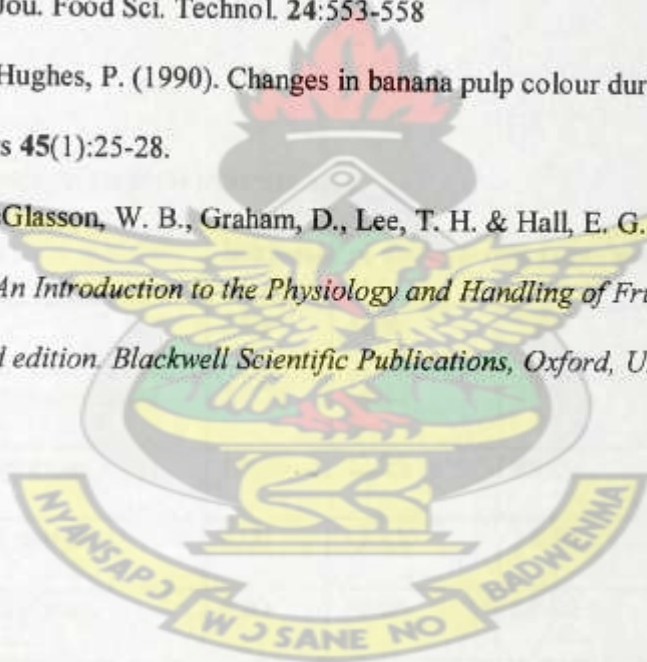 Jou. Food Sci. Technol. 24:553-558
Hughes, P. (1990). Changes in banana pulp colour dur
s 45(1):25-28.
Glasson, W. B., Graham, D., Lee, T. H. & Hall, E. G.
An Introduction to the Physiology and Handling of Fr
edition. Blackwell Scientific Publications, Oxford, U
NYANSAPƆ WƆSANE NO BADWENMA